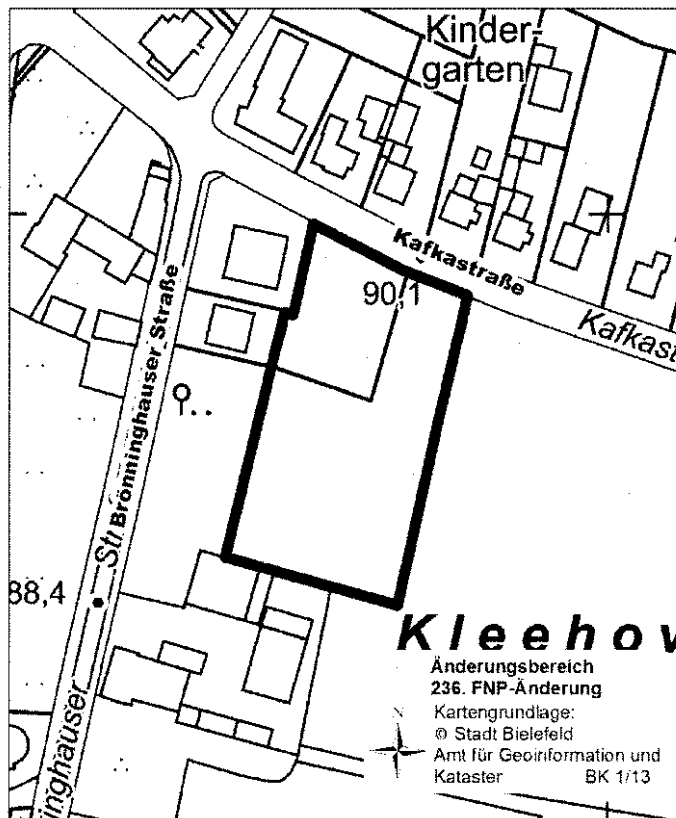 Kinder-
garten
Kafkastraße
90,1
Kafkast
Brönninghauser Straße
Str
88,4
inghauser
Kleehov
Änderungsbereich
236. FNP-Änderung
N
Kartengrundlage:
© Stadt Bielefeld
Amt für Geoinformation und
Kataster BK 1/13